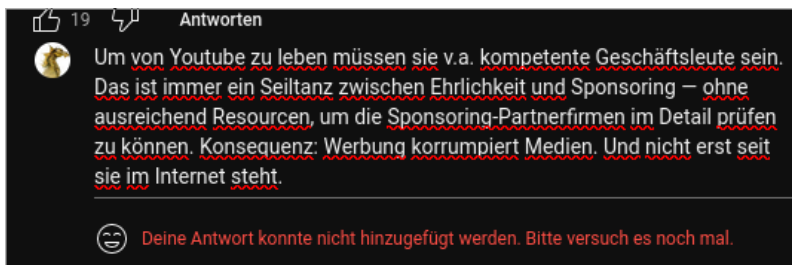 19 Antworten
Um von Youtube zu leben müssen sie v.a. kompetente Geschäftsleute sein.
Das ist immer ein Seiltanz zwischen Ehrlichkeit und Sponsoring — ohne
ausreichend Resourcen, um die Sponsoring-Partnerfirmen im Detail prüfen
zu können. Konsequenz: Werbung korrumpiert Medien. Und nicht erst seit
sie im Internet steht.
Deine Antwort konnte nicht hinzugefügt werden. Bitte versuch es noch mal.